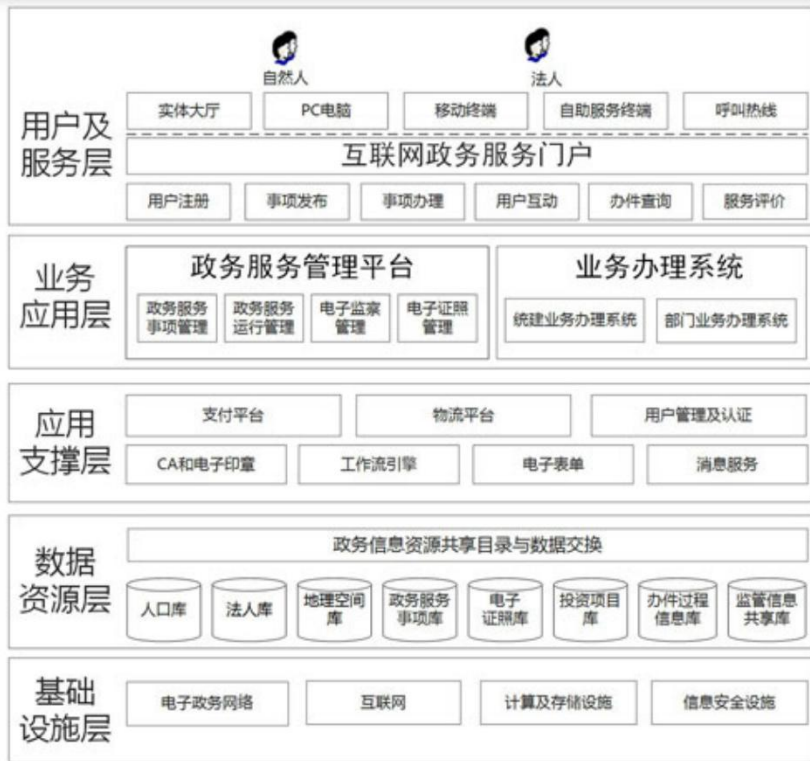 自然人
法人
用户及
服务层
实体大厅
PC电脑
移动终端
自助服务终端
呼叫热线
互联网政务服务门户
用户注册
事项发布
事项办理
用户互动
办件查询
服务评价
业务
应用层
政务服务管理平台
政务服务
事项管理
政务服务
运行管理
电子监察
管理
电子证照
管理
业务办理系统
统建业务办理系统
部门业务办理系统
应用
支撑层
支付平台
物流平台
用户管理及认证
CA和电子印章
工作流引擎
电子表单
消息服务
数据
资源层
政务信息资源共享目录与数据交换
人口库
法人库
地理空间
库
政务服务
事项库
电子
证照库
投资项目
库
办件过程
信息库
监管信息
共享库
基础
设施层
电子政务网络
互联网
计算及存储设施
信息安全设施